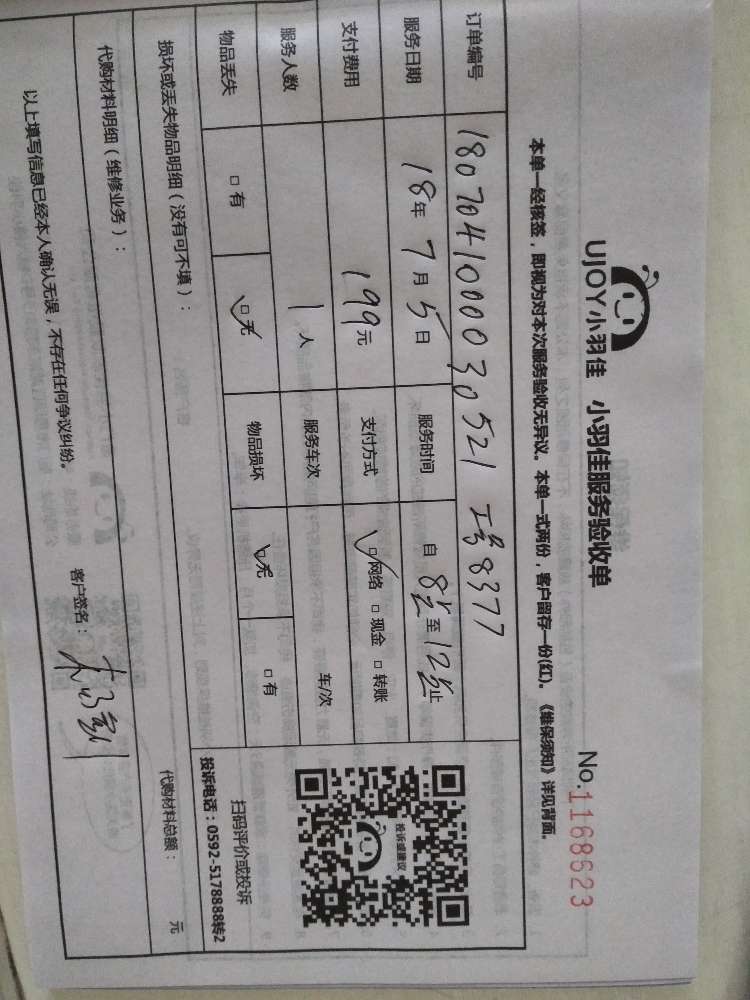 UJOY小羽佳 小羽佳服务验收单
No.1168623
本单一经核签，即视为对本次服务验收无异议。本单一式两份，客户留存一份(红)。《维保须知》详见背面。
订单编号 1807041000030521 工号8377
服务日期 18年7月5日 服务时间 自8点至12点止
支付费用 199元 支付方式 ☑网络 □现金 □转账
服务人数 1人 服务车次 车/次
物品丢失 □有 ☑无 物品损坏 ☑无 □有
投诉或建议
扫码评价或投诉
投诉电话：0592-5178888转2
损坏或丢失物品明细（没有可不填）：
代购材料明细（维修业务）： 代购材料总额： 元
以上填写信息已经本人确认无误，不存在任何争议纠纷。 客户签名：